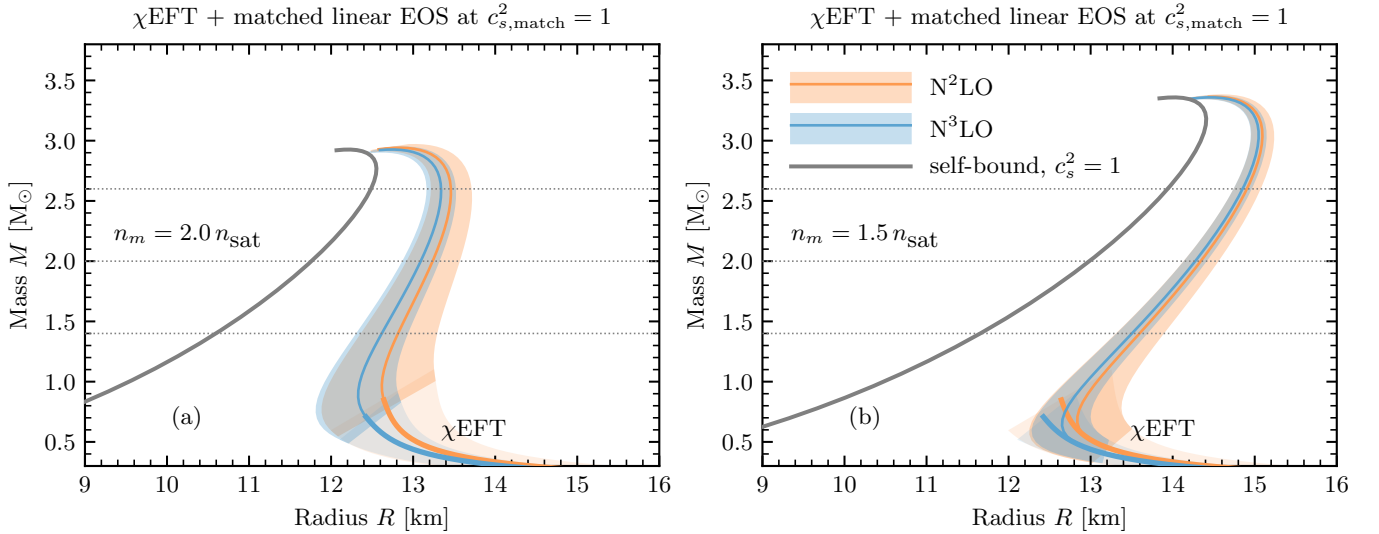 χEFT + matched linear EOS at c²ₛ,match = 1
Mass M [M⊙]
3.5
3.0
2.5
2.0
1.5
1.0
0.5
nₘ = 2.0 n_sat
(a)
χEFT
9 10 11 12 13 14 15 16
Radius R [km]
χEFT + matched linear EOS at c²ₛ,match = 1
Mass M [M⊙]
3.5
3.0
2.5
2.0
1.5
1.0
0.5
N²LO
N³LO
self-bound, c²ₛ = 1
nₘ = 1.5 n_sat
(b)
χEFT
9 10 11 12 13 14 15 16
Radius R [km]